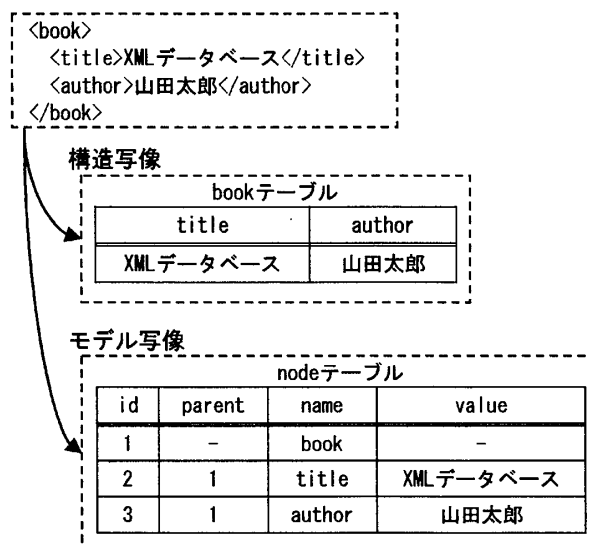 <book>
<title>XMLデータベース</title>
<author>山田太郎</author>
</book>
構造写像
bookテーブル
title author
XMLデータベース 山田太郎
モデル写像
nodeテーブル
id parent name value
1 − book −
2 1 title XMLデータベース
3 1 author 山田太郎